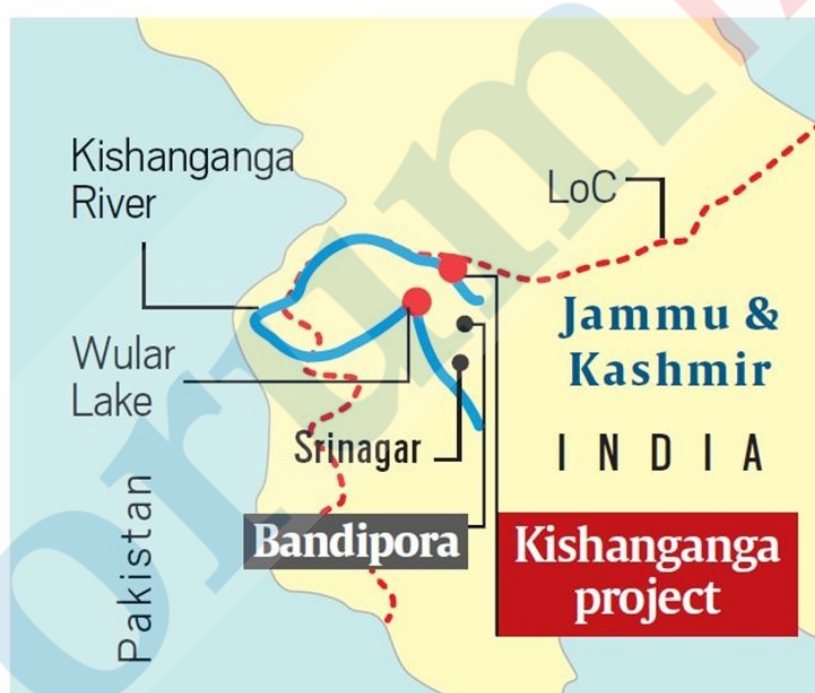 Kishanganga
River
LoC
Jammu &
Kashmir
Wular
Lake
Srinagar
INDIA
Pakistan
Bandipora
Kishanganga
project